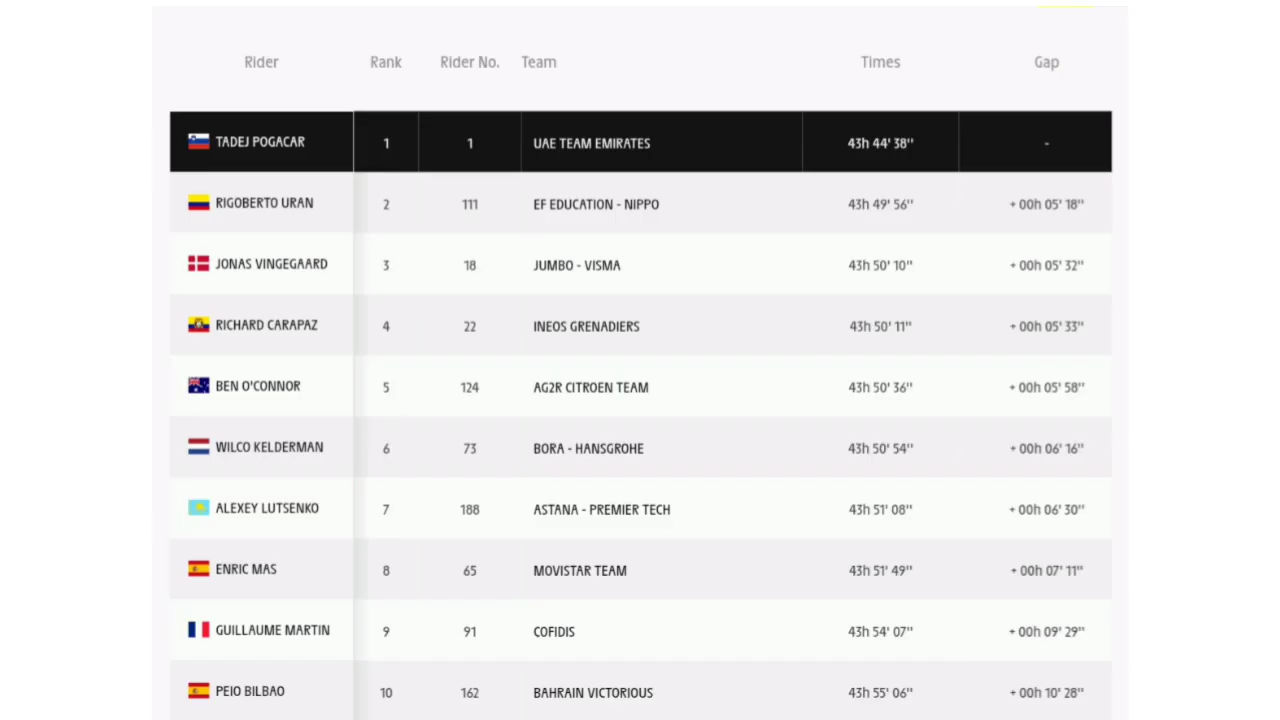 Rider Rank Rider No. Team Times Gap
TADEJ POGACAR 1 1 UAE TEAM EMIRATES 43h 44' 38'' -
RIGOBERTO URAN 2 111 EF EDUCATION - NIPPO 43h 49' 56'' + 00h 05' 18''
JONAS VINGEGAARD 3 18 JUMBO - VISMA 43h 50' 10'' + 00h 05' 32''
RICHARD CARAPAZ 4 22 INEOS GRENADIERS 43h 50' 11'' + 00h 05' 33''
BEN O'CONNOR 5 124 AG2R CITROEN TEAM 43h 50' 36'' + 00h 05' 58''
WILCO KELDERMAN 6 73 BORA - HANSGROHE 43h 50' 54'' + 00h 06' 16''
ALEXEY LUTSENKO 7 188 ASTANA - PREMIER TECH 43h 51' 08'' + 00h 06' 30''
ENRIC MAS 8 65 MOVISTAR TEAM 43h 51' 49'' + 00h 07' 11''
GUILLAUME MARTIN 9 91 COFIDIS 43h 54' 07'' + 00h 09' 29''
PEIO BILBAO 10 162 BAHRAIN VICTORIOUS 43h 55' 06'' + 00h 10' 28''